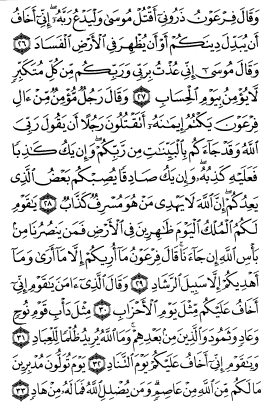 وَقَالَ فِرْعَوْنُ ذَرُونِىٓ أَقْتُلْ مُوسَىٰ وَلْيَدْعُ رَبَّهُۥٓ ۖ إِنِّىٓ أَخَافُ
أَن يُبَدِّلَ دِينَكُمْ أَوْ أَن يُظْهِرَ فِى ٱلْأَرْضِ ٱلْفَسَادَ ٢٦
وَقَالَ مُوسَىٰٓ إِنِّى عُذْتُ بِرَبِّى وَرَبِّكُم مِّن كُلِّ مُتَكَبِّرٍ
لَّا يُؤْمِنُ بِيَوْمِ ٱلْحِسَابِ ٢٧ وَقَالَ رَجُلٌ مُّؤْمِنٌ مِّنْ ءَالِ
فِرْعَوْنَ يَكْتُمُ إِيمَٰنَهُۥٓ أَتَقْتُلُونَ رَجُلًا أَن يَقُولَ رَبِّىَ
ٱللَّهُ وَقَدْ جَآءَكُم بِٱلْبَيِّنَٰتِ مِن رَّبِّكُمْ ۖ وَإِن يَكُ كَٰذِبًا
فَعَلَيْهِ كَذِبُهُۥ ۖ وَإِن يَكُ صَادِقًا يُصِبْكُم بَعْضُ ٱلَّذِى
يَعِدُكُمْ ۖ إِنَّ ٱللَّهَ لَا يَهْدِى مَنْ هُوَ مُسْرِفٌ كَذَّابٌ ٢٨ يَٰقَوْمِ
لَكُمُ ٱلْمُلْكُ ٱلْيَوْمَ ظَٰهِرِينَ فِى ٱلْأَرْضِ فَمَن يَنصُرُنَا مِنۢ
بَأْسِ ٱللَّهِ إِن جَآءَنَا ۚ قَالَ فِرْعَوْنُ مَآ أُرِيكُمْ إِلَّا مَآ أَرَىٰ وَمَآ
أَهْدِيكُمْ إِلَّا سَبِيلَ ٱلرَّشَادِ ٢٩ وَقَالَ ٱلَّذِىٓ ءَامَنَ يَٰقَوْمِ إِنِّىٓ
أَخَافُ عَلَيْكُم مِّثْلَ يَوْمِ ٱلْأَحْزَابِ ٣٠ مِثْلَ دَأْبِ قَوْمِ نُوحٍ
وَعَادٍ وَثَمُودَ وَٱلَّذِينَ مِنۢ بَعْدِهِمْ ۚ وَمَا ٱللَّهُ يُرِيدُ ظُلْمًا لِّلْعِبَادِ ٣١
وَيَٰقَوْمِ إِنِّىٓ أَخَافُ عَلَيْكُمْ يَوْمَ ٱلتَّنَادِ ٣٢ يَوْمَ تُوَلُّونَ مُدْبِرِينَ
مَا لَكُم مِّنَ ٱللَّهِ مِنْ عَاصِمٍ ۗ وَمَن يُضْلِلِ ٱللَّهُ فَمَا لَهُۥ مِنْ هَادٍ ٣٣